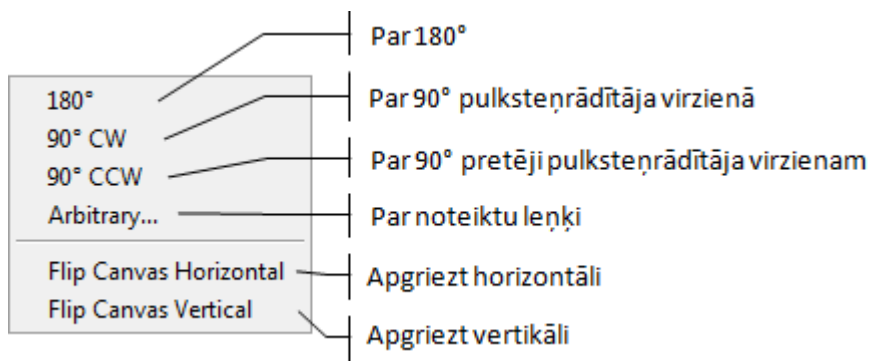 180°
90° CW
90° CCW
Arbitrary...
Flip Canvas Horizontal
Flip Canvas Vertical
Par 180°
Par 90° pulksteņrādītāja virzienā
Par 90° pretēji pulksteņrādītāja virzienam
Par noteiktu leņķi
Apgriezt horizontāli
Apgriezt vertikāli